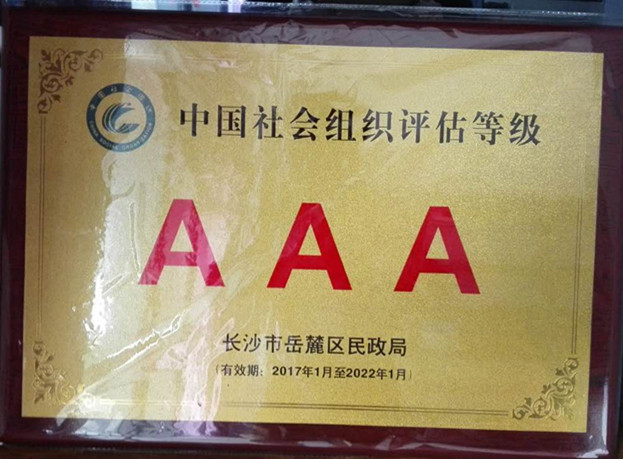 中国社会组织评估等级
AAA
长沙市岳麓区民政局
(有效期：2017年1月至2022年1月)